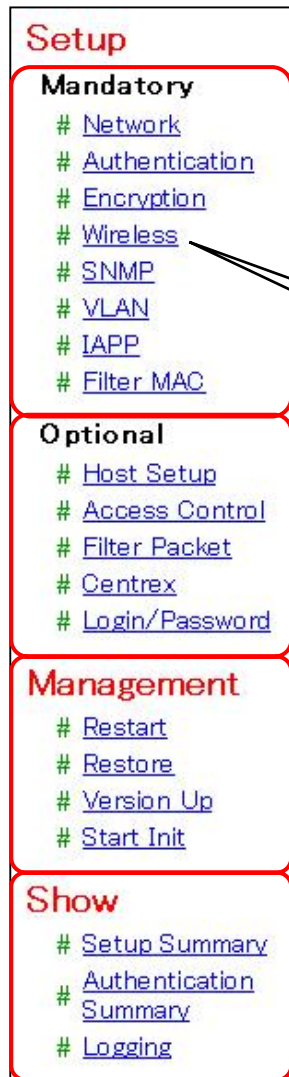 Setup
Mandatory
# Network
# Authentication
# Encryption
# Wireless
# SNMP
# VLAN
# IAPP
# Filter MAC
Optional
# Host Setup
# Access Control
# Filter Packet
# Centrex
# Login/Password
Management
# Restart
# Restore
# Version Up
# Start Init
Show
# Setup Summary
# Authentication
Summary
# Logging